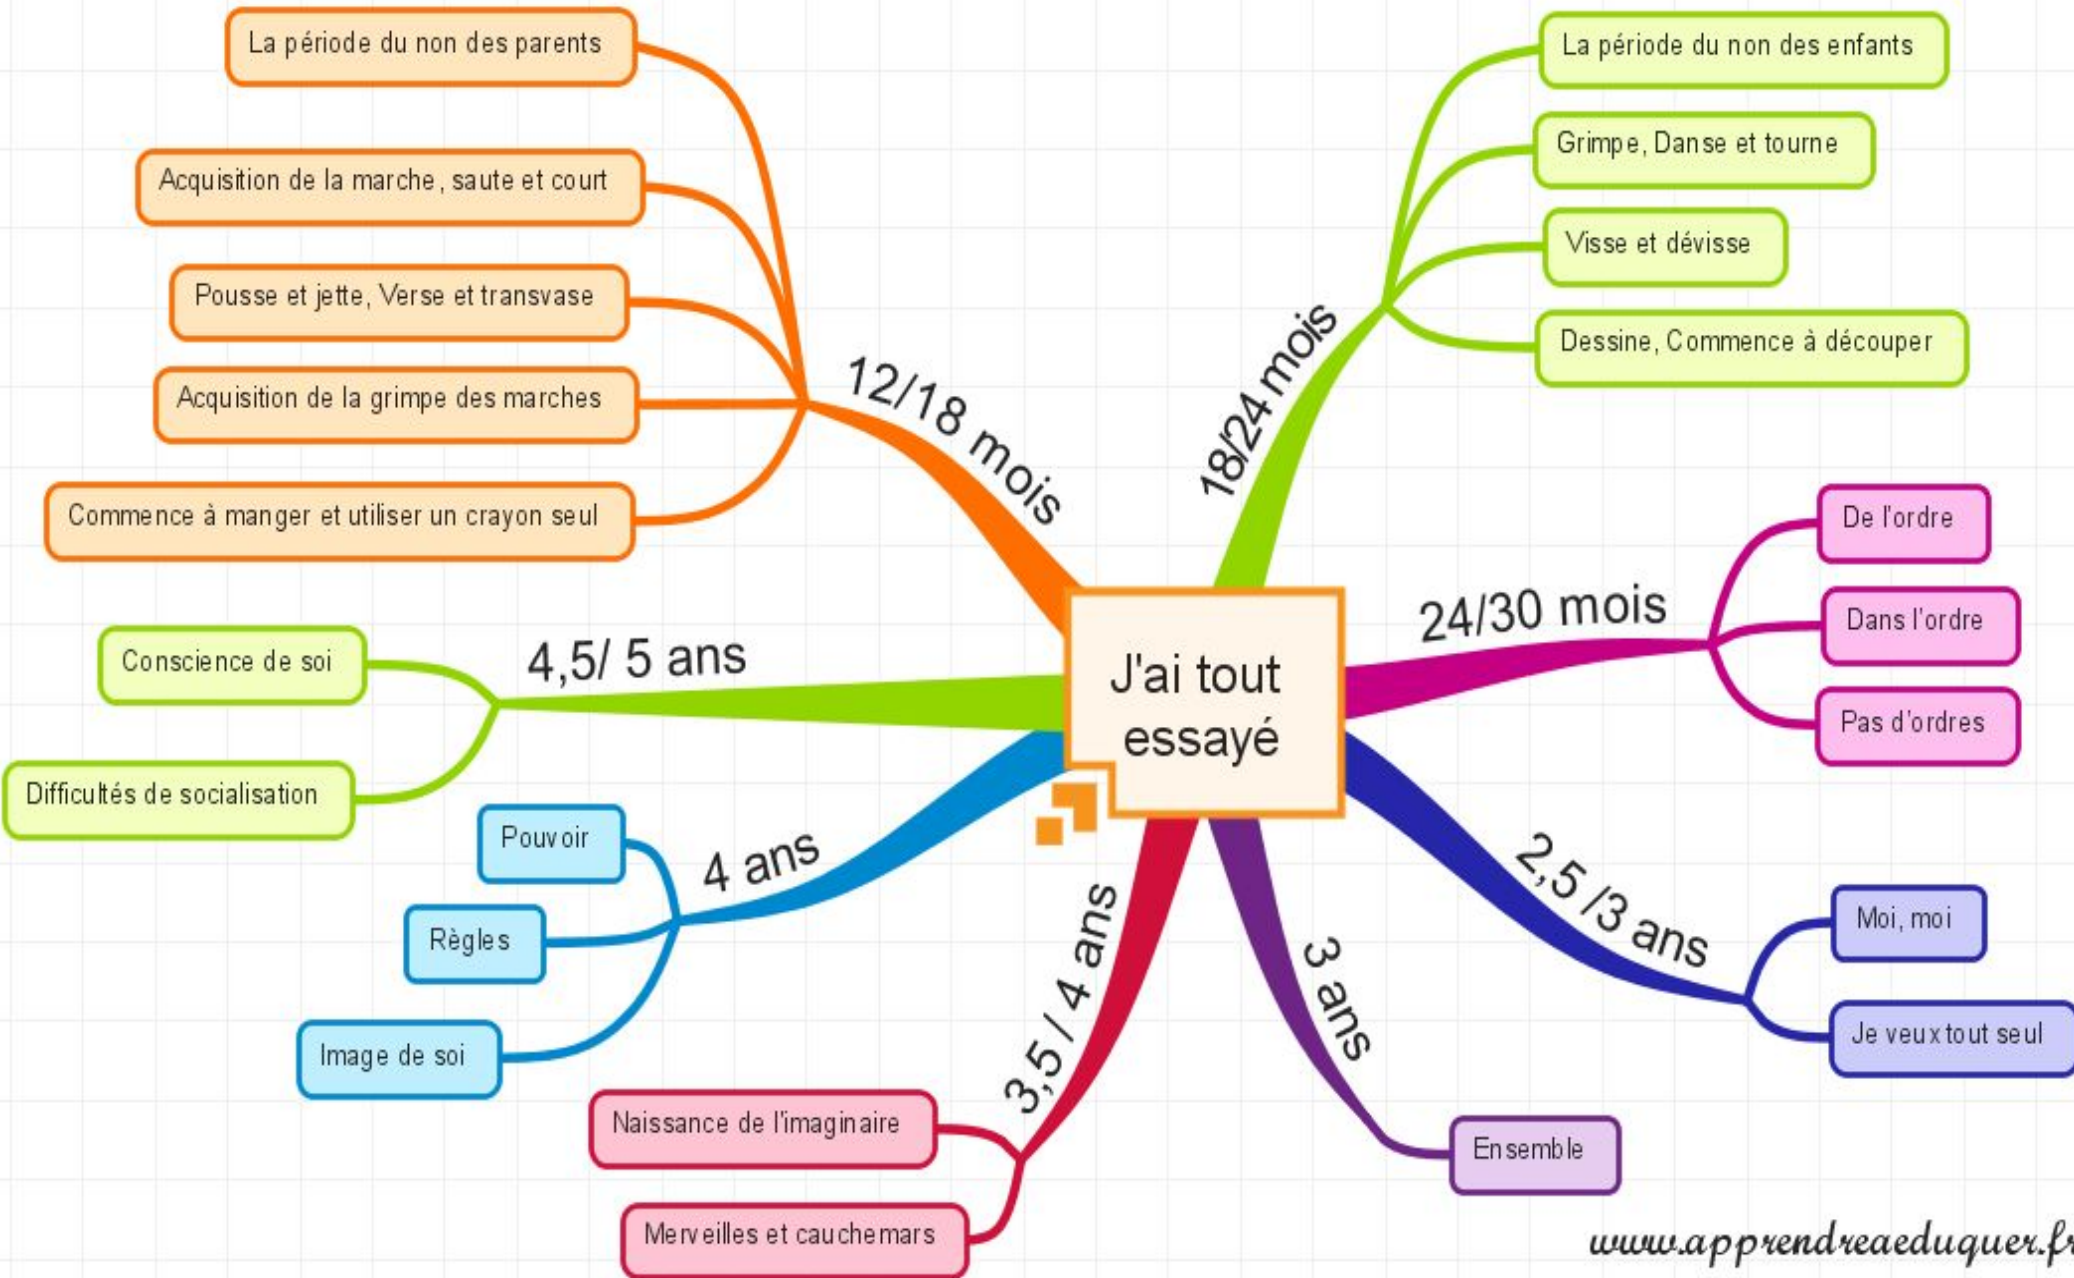 J'ai tout
essayé
12/18 mois
La période du non des parents
Acquisition de la marche, saute et court
Pousse et jette, Verse et transvase
Acquisition de la grimpe des marches
Commence à manger et utiliser un crayon seul
18/24 mois
La période du non des enfants
Grimpe, Danse et tourne
Visse et dévisse
Dessine, Commence à découper
24/30 mois
De l'ordre
Dans l'ordre
Pas d'ordres
2,5 /3 ans
Moi, moi
Je veux tout seul
3 ans
Ensemble
3,5 / 4 ans
Naissance de l'imaginaire
Merveilles et cauchemars
4 ans
Pouvoir
Règles
Image de soi
4,5/ 5 ans
Conscience de soi
Difficultés de socialisation
www.apprendreaeduquer.fr